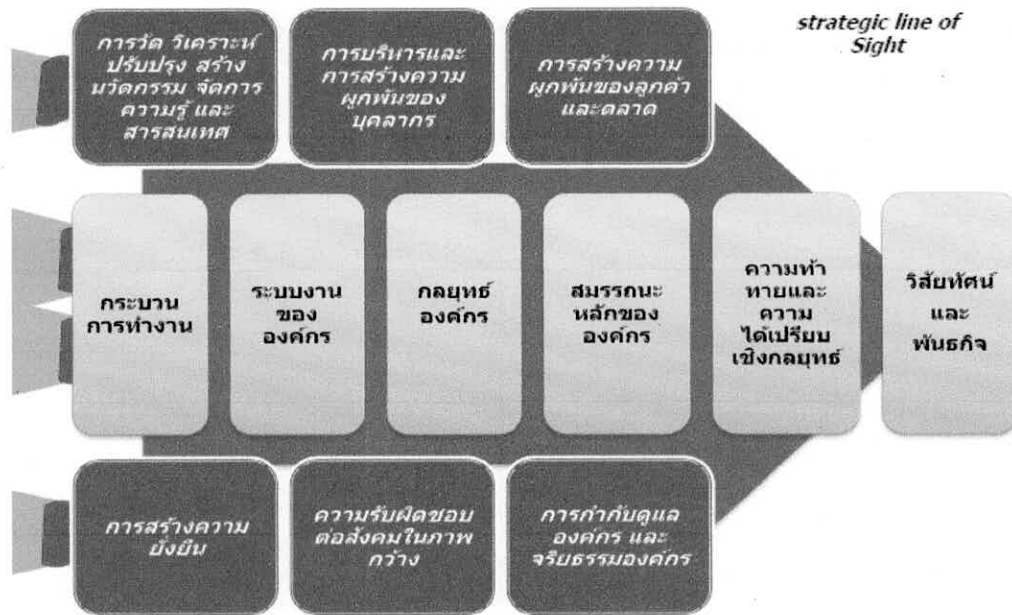 strategic line of
Sight
การวัด วิเคราะห์
ปรับปรุง สร้าง
นวัตกรรม จัดการ
ความรู้ และ
สารสนเทศ
การบริหารและ
การสร้างความ
ผูกพันของ
บุคลากร
การสร้างความ
ผูกพันของลูกค้า
และตลาด
กระบวน
การทำงาน
ระบบงาน
ของ
องค์กร
กลยุทธ์
องค์กร
สมรรถนะ
หลักของ
องค์กร
ความท้า
ทายและ
ความ
ได้เปรียบ
เชิงกลยุทธ์
วิสัยทัศน์
และ
พันธกิจ
การสร้างความ
ยั่งยืน
ความรับผิดชอบ
ต่อสังคมในภาพ
กว้าง
การกำกับดูแล
องค์กร และ
จริยธรรมองค์กร